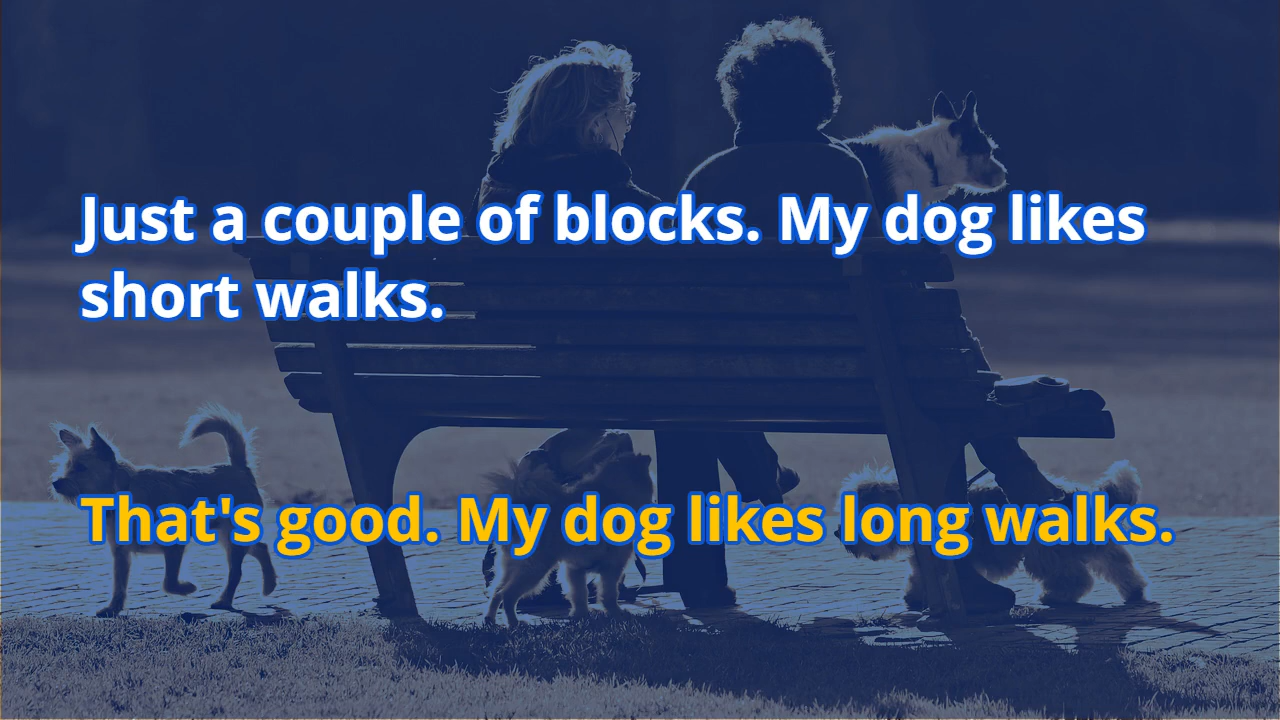 Just a couple of blocks. My dog likes
short walks.
That's good. My dog likes long walks.